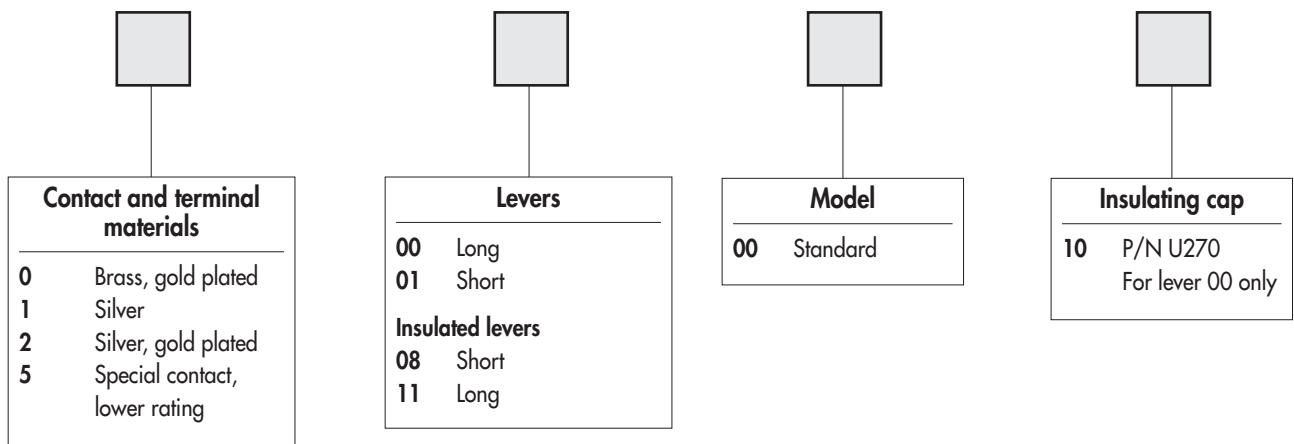 Contact and terminal
materials
0 Brass, gold plated
1 Silver
2 Silver, gold plated
5 Special contact,
lower rating
Levers
00 Long
01 Short
Insulated levers
08 Short
11 Long
Model
00 Standard
Insulating cap
10 P/N U270
For lever 00 only